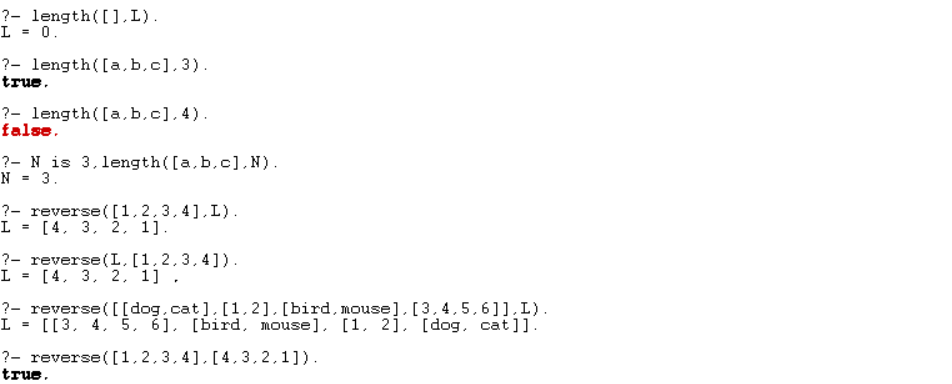 ?- length([],L).
L = 0.
?- length([a,b,c],3).
true.
?- length([a,b,c],4).
false.
?- N is 3,length([a,b,c],N).
N = 3.
?- reverse([1,2,3,4],L).
L = [4, 3, 2, 1].
?- reverse(L,[1,2,3,4]).
L = [4, 3, 2, 1] .
?- reverse([[dog,cat],[1,2],[bird,mouse],[3,4,5,6]],L).
L = [[3, 4, 5, 6], [bird, mouse], [1, 2], [dog, cat]].
?- reverse([1,2,3,4],[4,3,2,1]).
true.